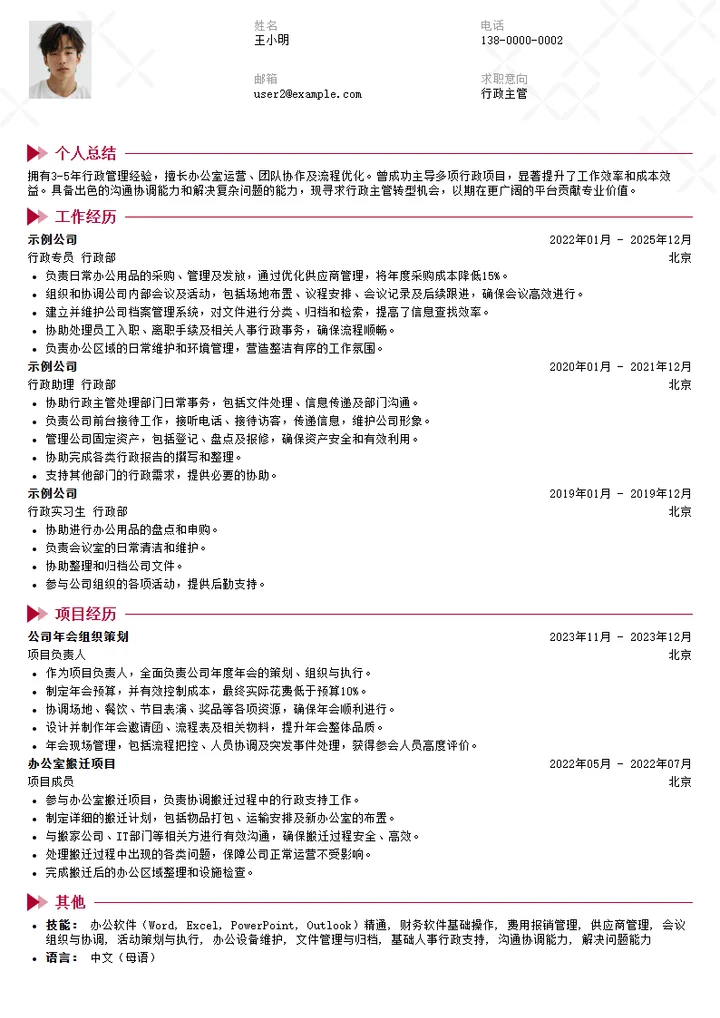 姓名
王小明
电话
138-0000-0002
邮箱
user2@example.com
求职意向
行政主管
个人总结
拥有3-5年行政管理经验，擅长办公室运营、团队协作及流程优化。曾成功主导多项行政项目，显著提升了工作效率和成本效
益。具备出色的沟通协调能力和解决复杂问题的能力，现寻求行政主管转型机会，以期在更广阔的平台贡献专业价值。
工作经历
示例公司 2022年01月 - 2025年12月
行政专员 行政部 北京
• 负责日常办公用品的采购、管理及发放，通过优化供应商管理，将年度采购成本降低15%。
• 组织和协调公司内部会议及活动，包括场地布置、议程安排、会议记录及后续跟进，确保会议高效进行。
• 建立并维护公司档案管理系统，对文件进行分类、归档和检索，提高了信息查找效率。
• 协助处理员工入职、离职手续及相关人事行政事务，确保流程顺畅。
• 负责办公区域的日常维护和环境管理，营造整洁有序的工作氛围。
示例公司 2020年01月 - 2021年12月
行政助理 行政部 北京
• 协助行政主管处理部门日常事务，包括文件处理、信息传递及部门沟通。
• 负责公司前台接待工作，接听电话、接待访客，传递信息，维护公司形象。
• 管理公司固定资产，包括登记、盘点及报修，确保资产安全和有效利用。
• 协助完成各类行政报告的撰写和整理。
• 支持其他部门的行政需求，提供必要的协助。
示例公司 2019年01月 - 2019年12月
行政实习生 行政部 北京
• 协助进行办公用品的盘点和申购。
• 负责会议室的日常清洁和维护。
• 协助整理和归档公司文件。
• 参与公司组织的各项活动，提供后勤支持。
项目经历
公司年会组织策划 2023年11月 - 2023年12月
项目负责人 北京
• 作为项目负责人，全面负责公司年度年会的策划、组织与执行。
• 制定年会预算，并有效控制成本，最终实际花费低于预算10%。
• 协调场地、餐饮、节目表演、奖品等各项资源，确保年会顺利进行。
• 设计并制作年会邀请函、流程表及相关物料，提升年会整体品质。
• 年会现场管理，包括流程把控、人员协调及突发事件处理，获得参会人员高度评价。
办公室搬迁项目 2022年05月 - 2022年07月
项目成员 北京
• 参与办公室搬迁项目，负责协调搬迁过程中的行政支持工作。
• 制定详细的搬迁计划，包括物品打包、运输安排及新办公室的布置。
• 与搬家公司、IT部门等相关方进行有效沟通，确保搬迁过程安全、高效。
• 处理搬迁过程中出现的各类问题，保障公司正常运营不受影响。
• 完成搬迁后的办公区域整理和设施检查。
其他
• 技能： 办公软件（Word, Excel, PowerPoint, Outlook）精通, 财务软件基础操作, 费用报销管理, 供应商管理, 会议
组织与协调, 活动策划与执行, 办公设备维护, 文件管理与归档, 基础人事行政支持, 沟通协调能力, 解决问题能力
• 语言： 中文（母语）